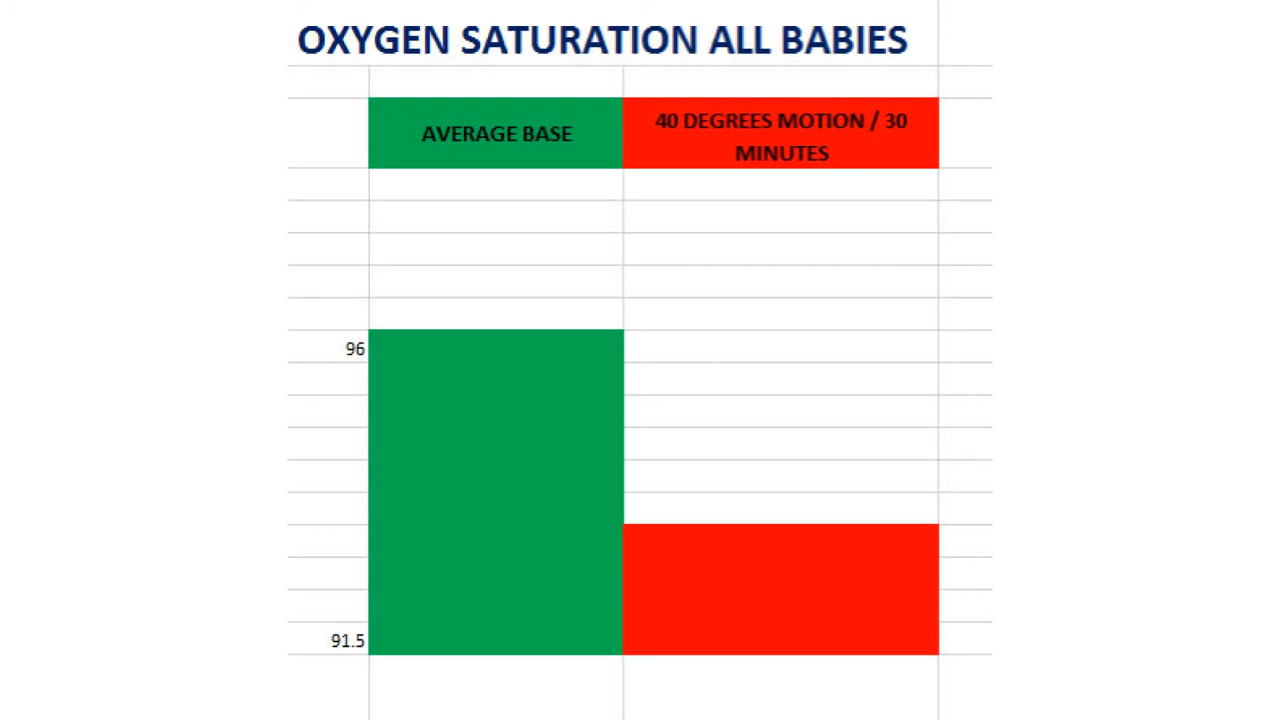 OXYGEN SATURATION ALL BABIES
AVERAGE BASE
40 DEGREES MOTION / 30
MINUTES
96
91.5